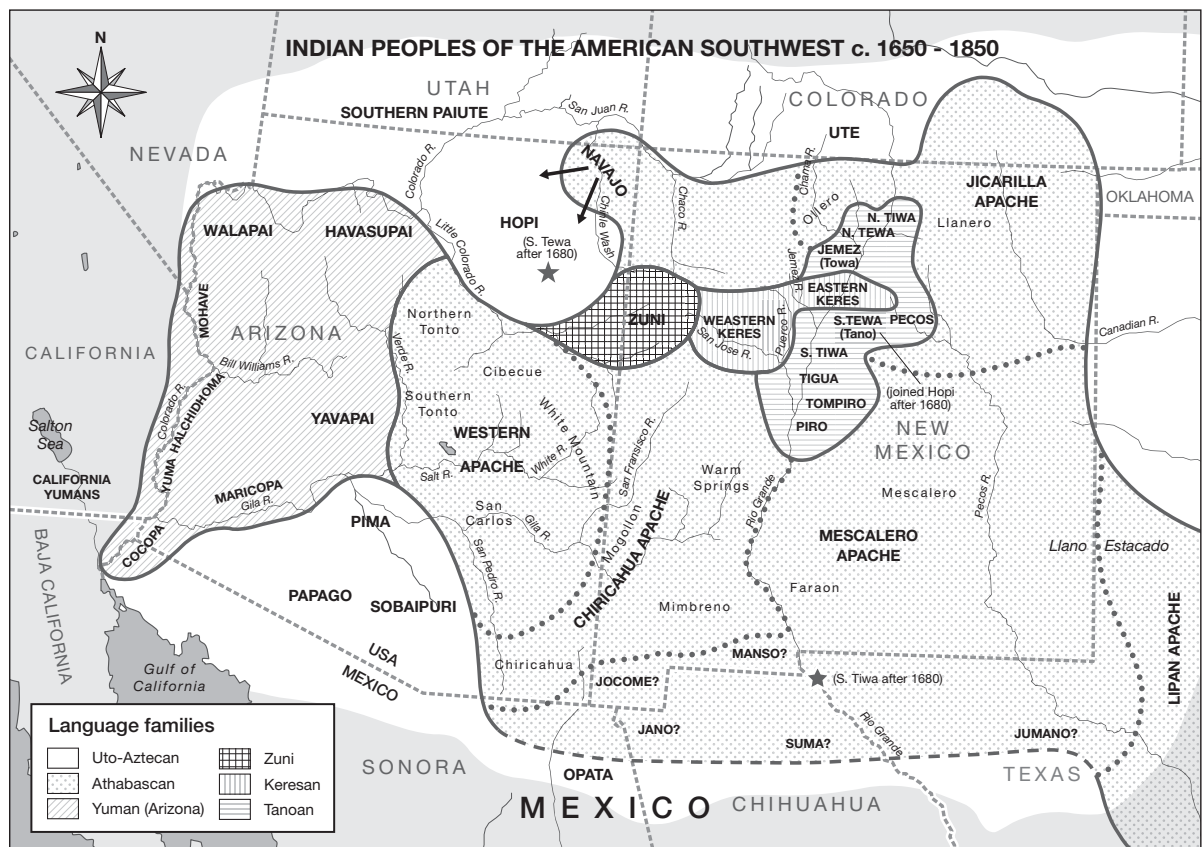 INDIAN PEOPLES OF THE AMERICAN SOUTHWEST c. 1650 - 1850
N
UTAH
COLORADO
NEVADA
SOUTHERN PAIUTE
San Juan R.
UTE
Colorado R.
NAVAJO
Chama R.
JICARILLA
APACHE
OKLAHOMA
WALAPAI
HAVASUPAI
HOPI
(S. Tewa
after 1680)
Little Colorado R.
Chinle Wash
Chaco R.
Ollero
Llanero
N. TIWA
N. TEWA
JEMEZ
(Towa)
Jemez R.
EASTERN
KERES
MOHAVE
ARIZONA
CALIFORNIA
Northern
Tonto
ZUNI
WEASTERN
KERES
San Jose R.
Puerco R.
S.TEWA
(Tano)
PECOS
Canadian R.
Verde R.
Bill Williams R.
Cibecue
S. TIWA
TIGUA
TOMPIRO
PIRO
(joined Hopi
after 1680)
Colorado R.
YUMA HALCHIDHOMA
YAVAPAI
Southern
Tonto
WESTERN
APACHE
White Mountain
White R.
Salt R.
San Fransisco R.
NEW
MEXICO
Salton
Sea
CALIFORNIA
YUMANS
MARICOPA
Gila R.
Warm
Springs
Mescalero
Pecos R.
Rio Grande
COCOPA
PIMA
San
Carlos
Gila R.
San Pedro R.
Mogollon
CHIRICAHUA APACHE
MESCALERO
APACHE
Llano Estacado
BAJA CALIFORNIA
PAPAGO
SOBAIPURI
Mimbreno
Faraon
LIPAN APACHE
USA
MEXICO
Gulf of
California
Chiricahua
JOCOME?
MANSO?
(S. Tiwa after 1680)
JANO?
SUMA?
Rio Grande
JUMANO?
SONORA
OPATA
MEXICO
CHIHUAHUA
TEXAS
Language families
Uto-Aztecan
Athabascan
Yuman (Arizona)
Zuni
Keresan
Tanoan